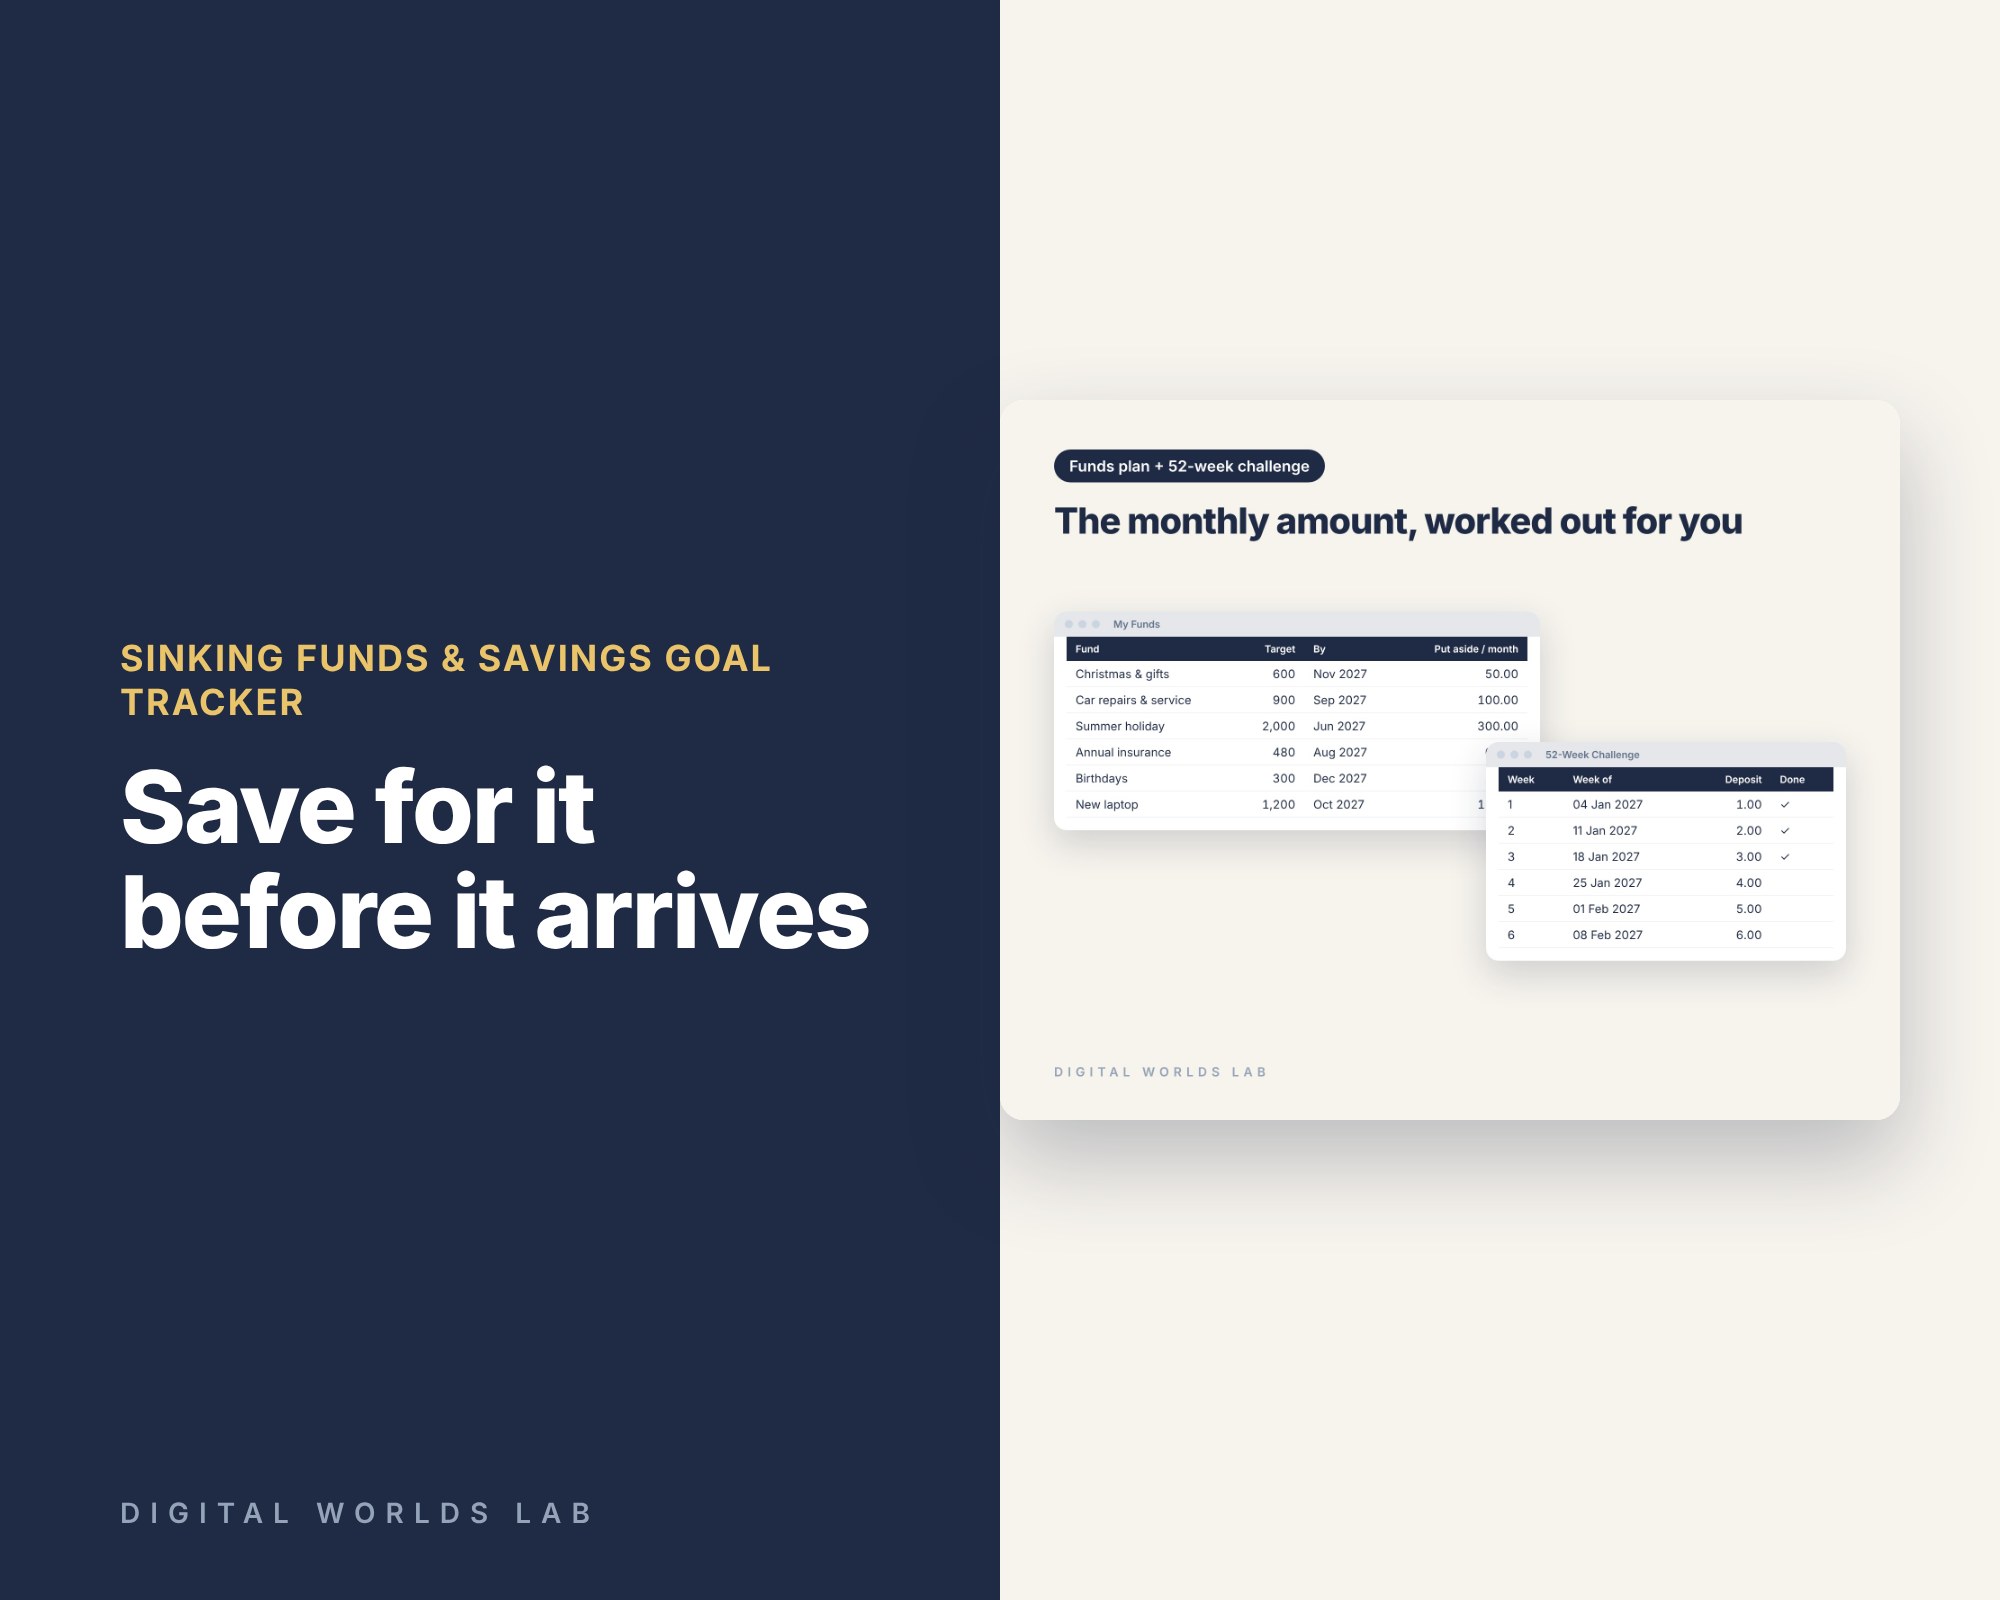 SINKING FUNDS & SAVINGS GOAL
TRACKER
Save for it
before it arrives
DIGITAL WORLDS LAB
Funds plan + 52-week challenge
The monthly amount, worked out for you
My Funds
Fund Target By Put aside / month
Christmas & gifts 600 Nov 2027 50.00
Car repairs & service 900 Sep 2027 100.00
Summer holiday 2,000 Jun 2027 300.00
Annual insurance 480 Aug 2027
Birthdays 300 Dec 2027
New laptop 1,200 Oct 2027
52-Week Challenge
Week Week of Deposit Done
1 04 Jan 2027 1.00 ✓
2 11 Jan 2027 2.00 ✓
3 18 Jan 2027 3.00 ✓
4 25 Jan 2027 4.00
5 01 Feb 2027 5.00
6 08 Feb 2027 6.00
DIGITAL WORLDS LAB